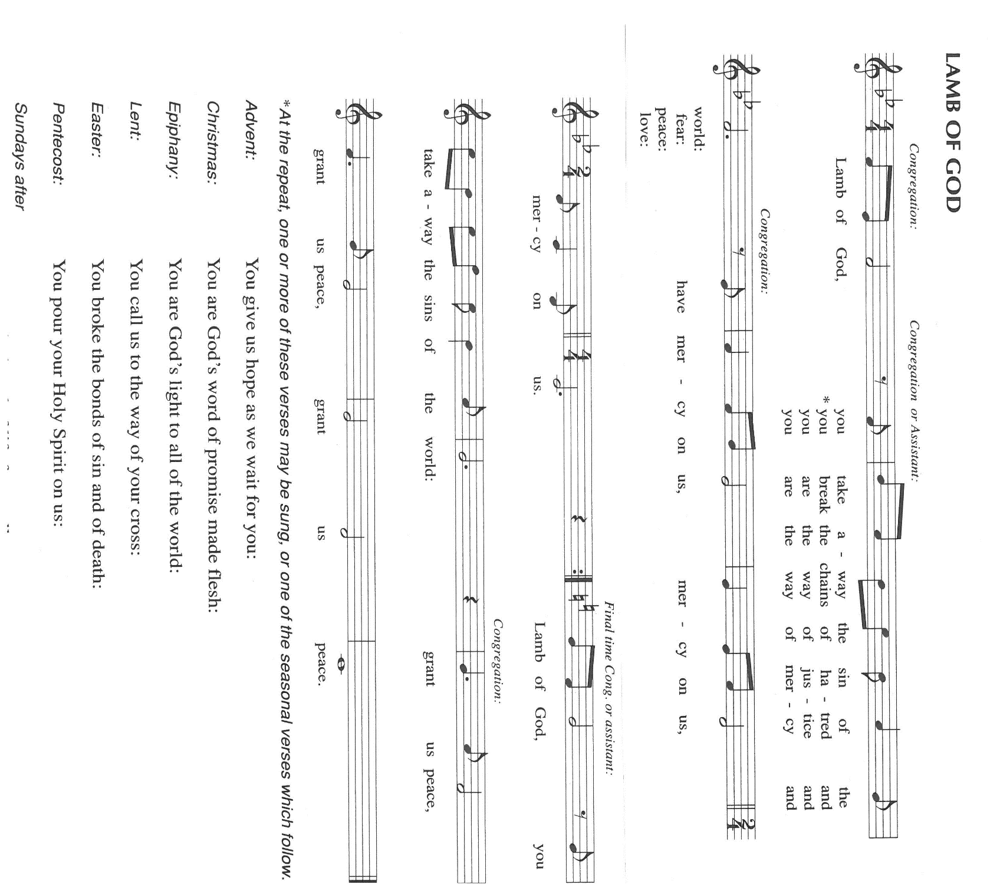 LAMB OF GOD
Congregation: Congregation or Assistant:
Lamb of God, you take a - way the sin of the
* you break the chains of ha - tred and
you are the way of jus - tice and
you are the way of mer - cy and
Congregation:
world: have mer - cy on us, mer - cy on us,
fear:
peace:
love:
Final time Cong. or assistant:
mer - cy on us. Lamb of God, you
Congregation:
take a - way the sins of the world: grant us peace,
grant us peace, grant us peace.
*At the repeat, one or more of these verses may be sung, or one of the seasonal verses which follow.
Advent: You give us hope as we wait for you:
Christmas: You are God's word of promise made flesh:
Epiphany: You are God's light to all of the world:
Lent: You call us to the way of your cross:
Easter: You broke the bonds of sin and of death:
Pentecost: You pour your Holy Spirit on us:
Sundays after